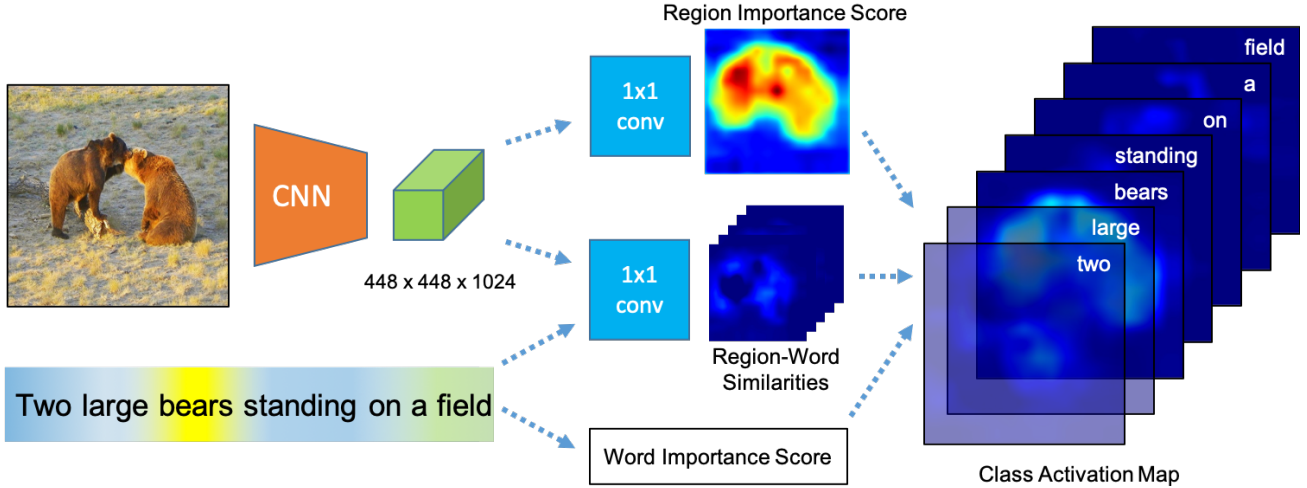 Region Importance Score
1x1
conv
CNN
448 x 448 x 1024
1x1
conv
Region-Word
Similarities
Two large bears standing on a field
Word Importance Score
field
a
on
standing
bears
large
two
Class Activation Map